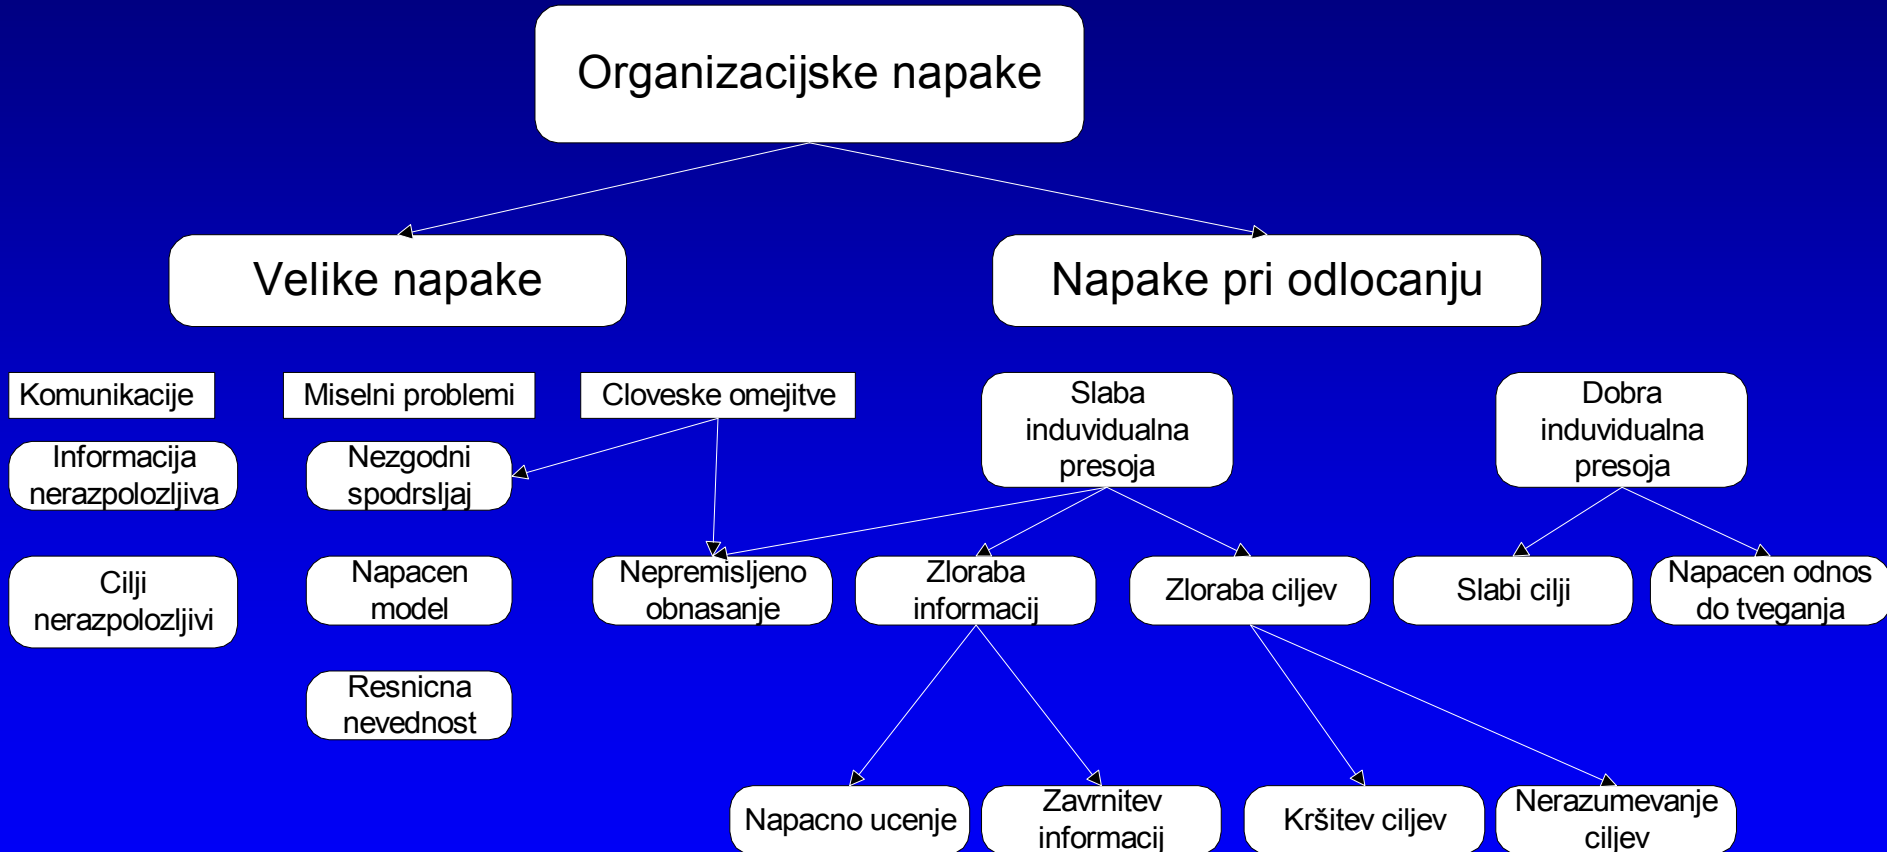 Organizacijske napake
Velike napake
Napake pri odlocanju
Komunikacije
Miselni problemi
Cloveske omejitve
Slaba
induvidualna
presoja
Dobra
induvidualna
presoja
Informacija
nerazpolozljiva
Nezgodni
spodrsljaj
Cilji
nerazpolozljivi
Napacen
model
Nepremisljeno
obnasanje
Zloraba
informacij
Zloraba ciljev
Slabi cilji
Napacen odnos
do tveganja
Resnicna
nevednost
Napacno ucenje
Zavrnitev
informacij
Kršitev ciljev
Nerazumevanje
ciljev